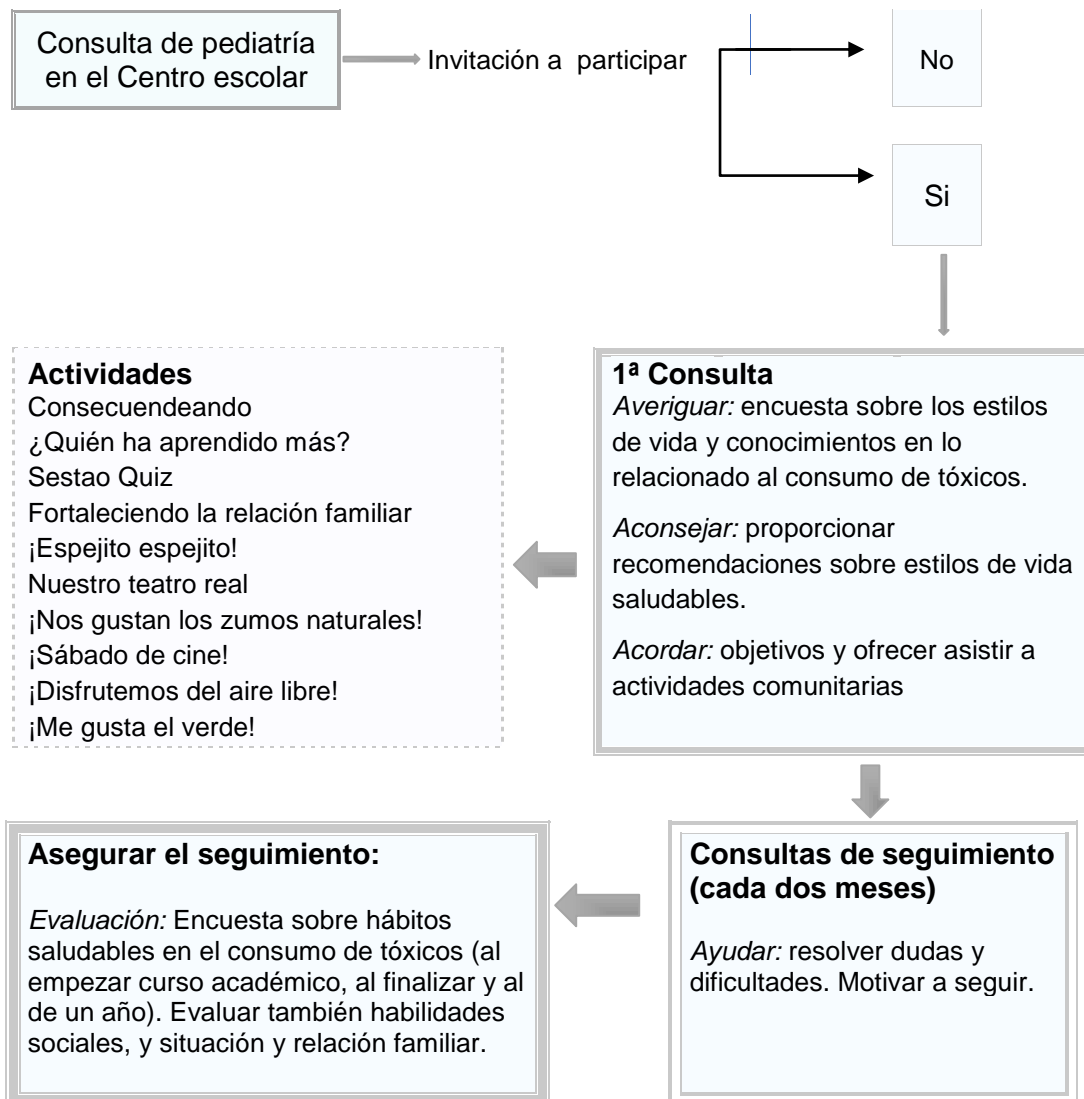 Consulta de pediatría
en el Centro escolar
Invitación a participar
No
Si
Actividades
Consecuendeando
¿Quién ha aprendido más?
Sestao Quiz
Fortaleciendo la relación familiar
¡Espejito espejito!
Nuestro teatro real
¡Nos gustan los zumos naturales!
¡Sábado de cine!
¡Disfrutemos del aire libre!
¡Me gusta el verde!
1ª Consulta
Averiguar: encuesta sobre los estilos
de vida y conocimientos en lo
relacionado al consumo de tóxicos.
Aconsejar: proporcionar
recomendaciones sobre estilos de vida
saludables.
Acordar: objetivos y ofrecer asistir a
actividades comunitarias
Asegurar el seguimiento:
Evaluación: Encuesta sobre hábitos
saludables en el consumo de tóxicos (al
empezar curso académico, al finalizar y al
de un año). Evaluar también habilidades
sociales, y situación y relación familiar.
Consultas de seguimiento
(cada dos meses)
Ayudar: resolver dudas y
dificultades. Motivar a seguir.